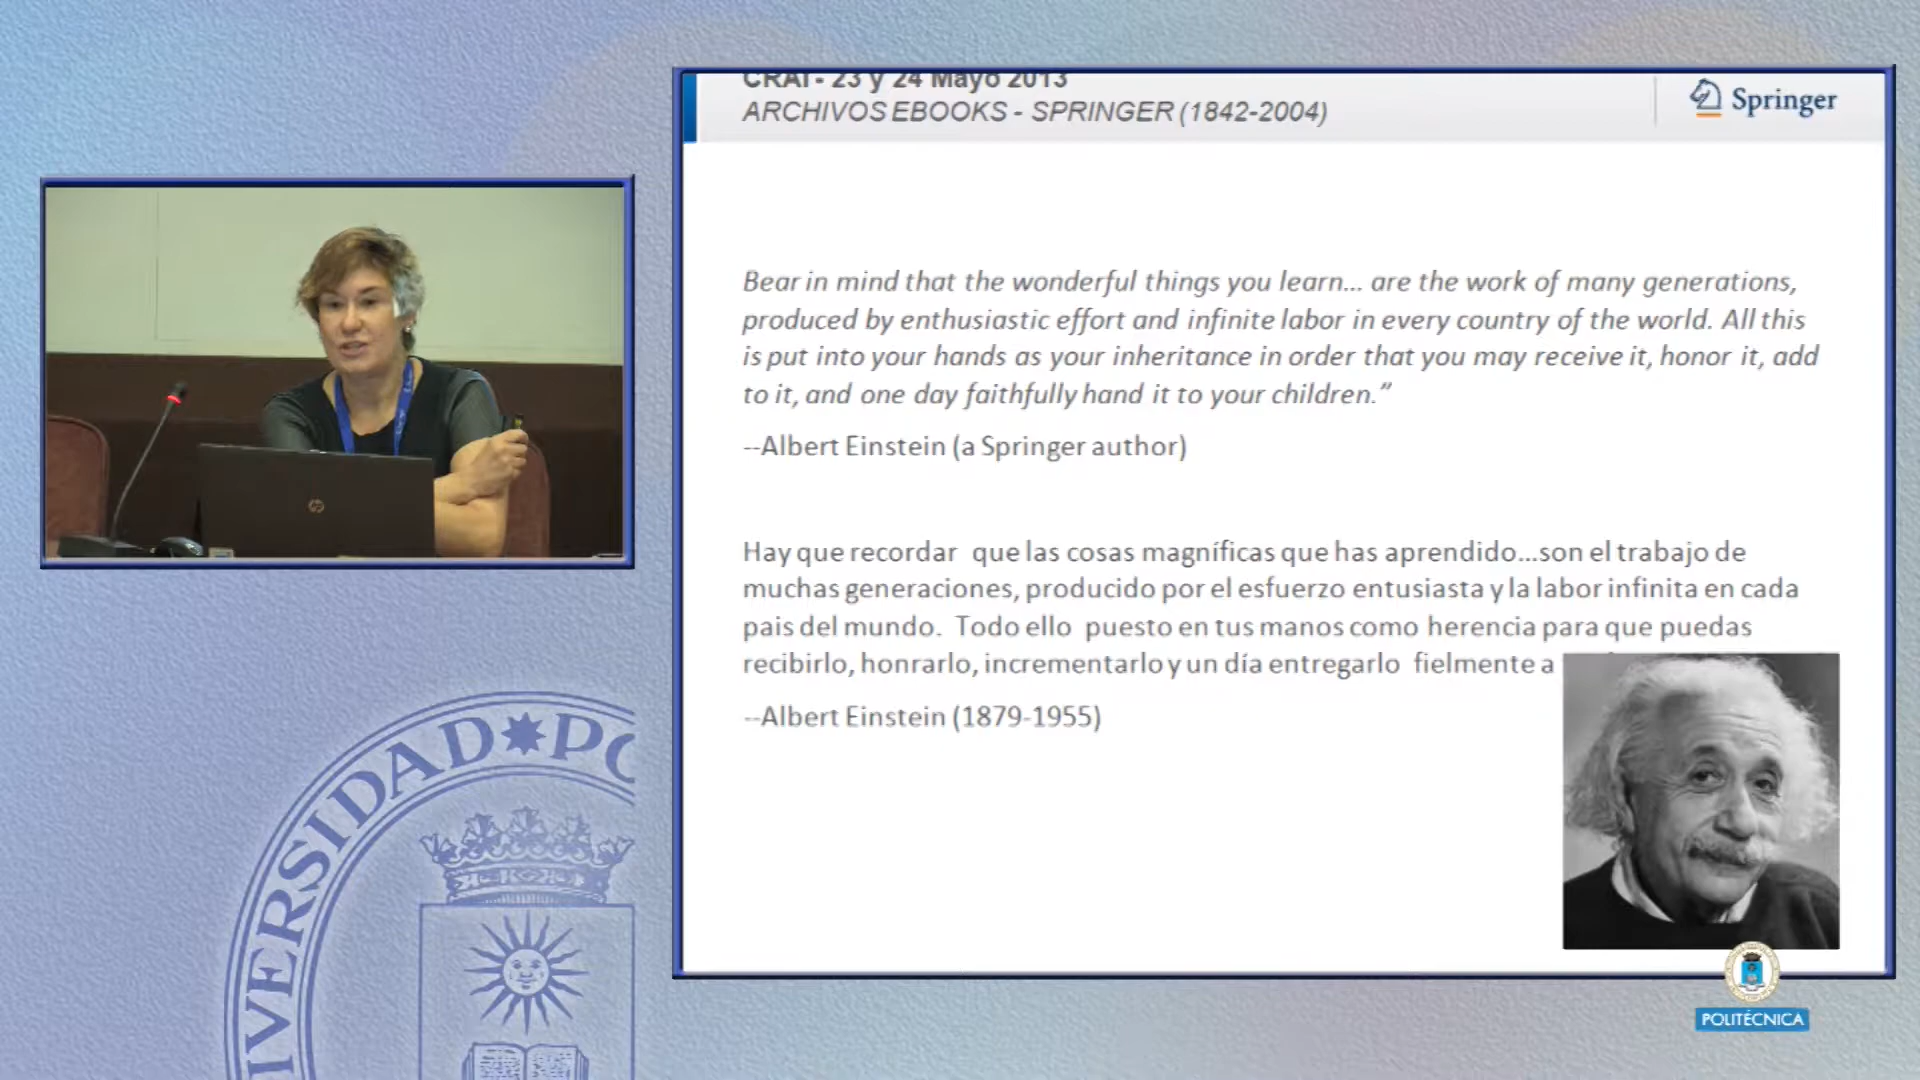 CRAI - 23 y 24 Mayo 2013
ARCHIVOS EBOOKS - SPRINGER (1842-2004)
Springer
Bear in mind that the wonderful things you learn... are the work of many generations,
produced by enthusiastic effort and infinite labor in every country of the world. All this
is put into your hands as your inheritance in order that you may receive it, honor it, add
to it, and one day faithfully hand it to your children.”
--Albert Einstein (a Springer author)
Hay que recordar que las cosas magníficas que has aprendido...son el trabajo de
muchas generaciones, producido por el esfuerzo entusiasta y la labor infinita en cada
pais del mundo. Todo ello puesto en tus manos como herencia para que puedas
recibirlo, honrarlo, incrementarlo y un día entregarlo fielmente a
--Albert Einstein (1879-1955)
IVERSIDAD PO
POLITÉCNICA